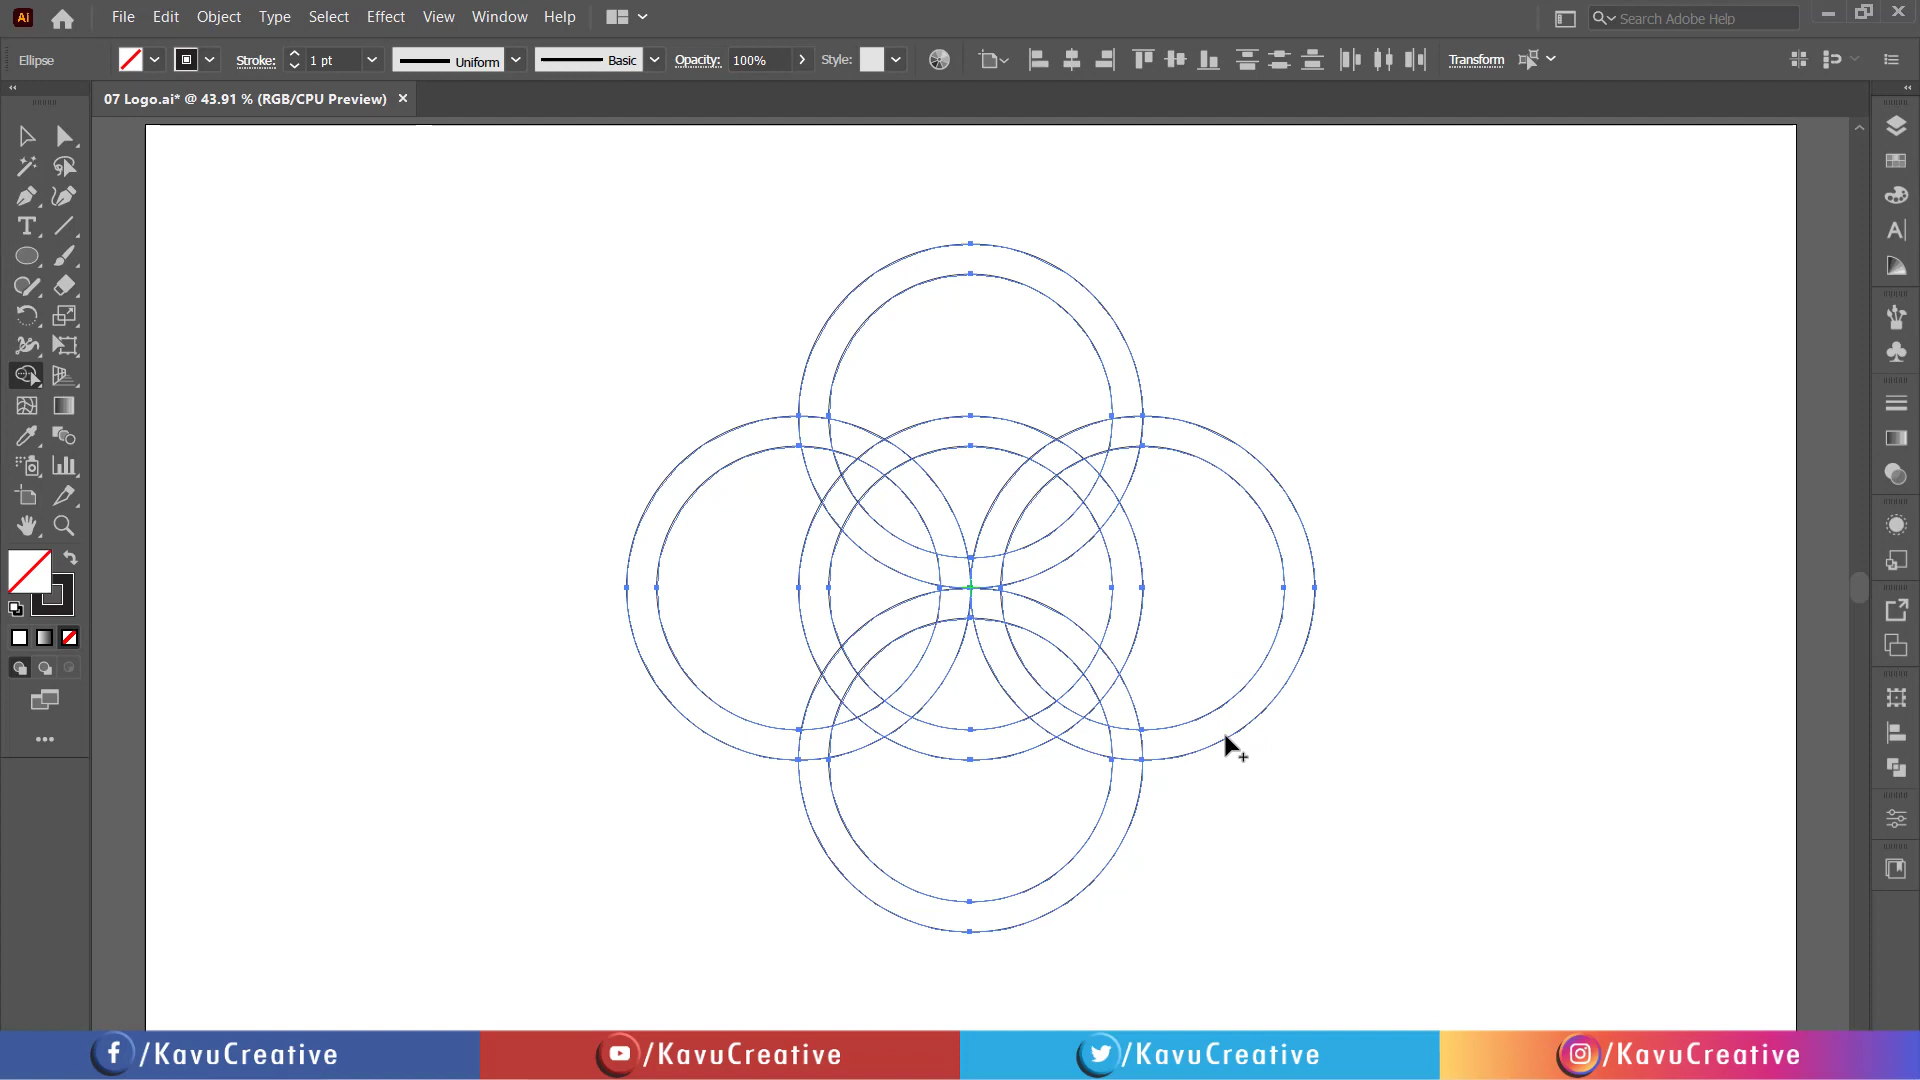 Ai File Edit Object Type Select Effect View Window Help Search Adobe Help
Ellipse Stroke: 1 pt Uniform Basic Opacity: 100% Style: Transform
07 Logo.ai* @ 43.91 % (RGB/CPU Preview)
/KavuCreative /KavuCreative /KavuCreative /KavuCreative